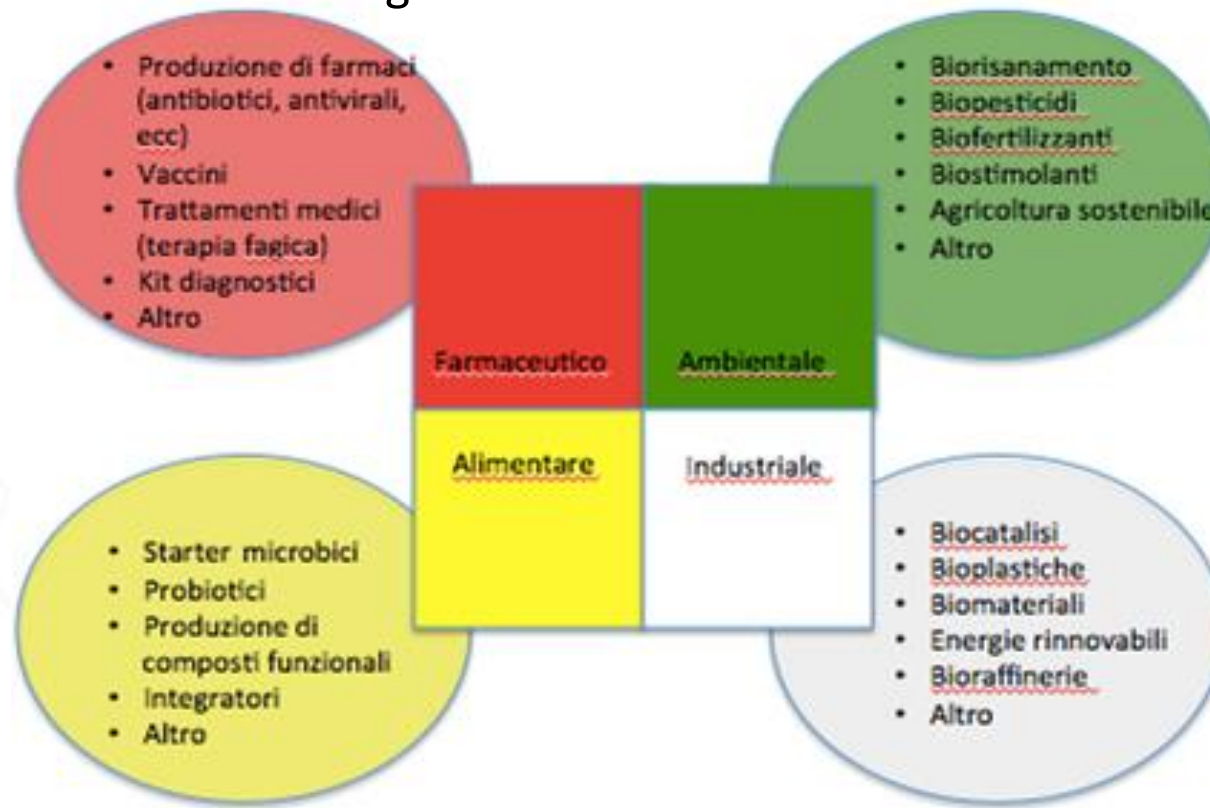 • Produzione di farmaci
(antibiotici, antivirali,
ecc)
• Vaccini
• Trattamenti medici
(terapia fagica)
• Kit diagnostici
• Altro
• Biorisanamento
• Biopesticidi
• Biofertilizzanti
• Biostimolanti
• Agricoltura sostenibile
• Altro
Farmaceutico
Ambientale
Alimentare
Industriale
• Starter microbici
• Probiotici
• Produzione di
composti funzionali
• Integratori
• Altro
• Biocatalisi
• Bioplastiche
• Biomateriali
• Energie rinnovabili
• Bioraffinerie
• Altro